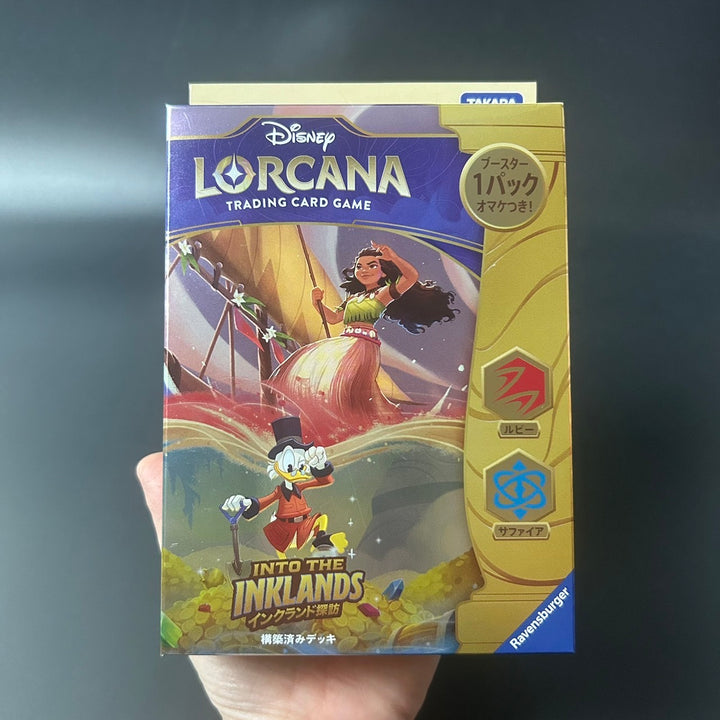 TAKARA
Disney
LORCANA
TRADING CARD GAME
ブースター
1パック
オマケつき!
ルビー
サファイア
INTO THE
INKLANDS
インクランド探訪
構築済みデッキ
Ravensburger